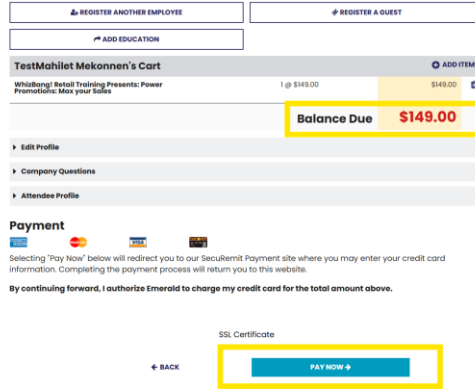 REGISTER ANOTHER EMPLOYEE
REGISTER A GUEST
ADD EDUCATION
TestMahilet Mekonnen's Cart
ADD ITEM
WhizBang! Retail Training Presents: Power
Promotions: Max your Sales
1 @ $149.00
$149.00
Balance Due
$149.00
Edit Profile
Company Questions
Attendee Profile
Payment
VISA
Selecting "Pay Now" below will redirect you to our SecuRemit Payment site where you may enter your credit card
information. Completing the payment process will return you to this website.
By continuing forward, I authorize Emerald to charge my credit card for the total amount above.
SSL Certificate
BACK
PAY NOW